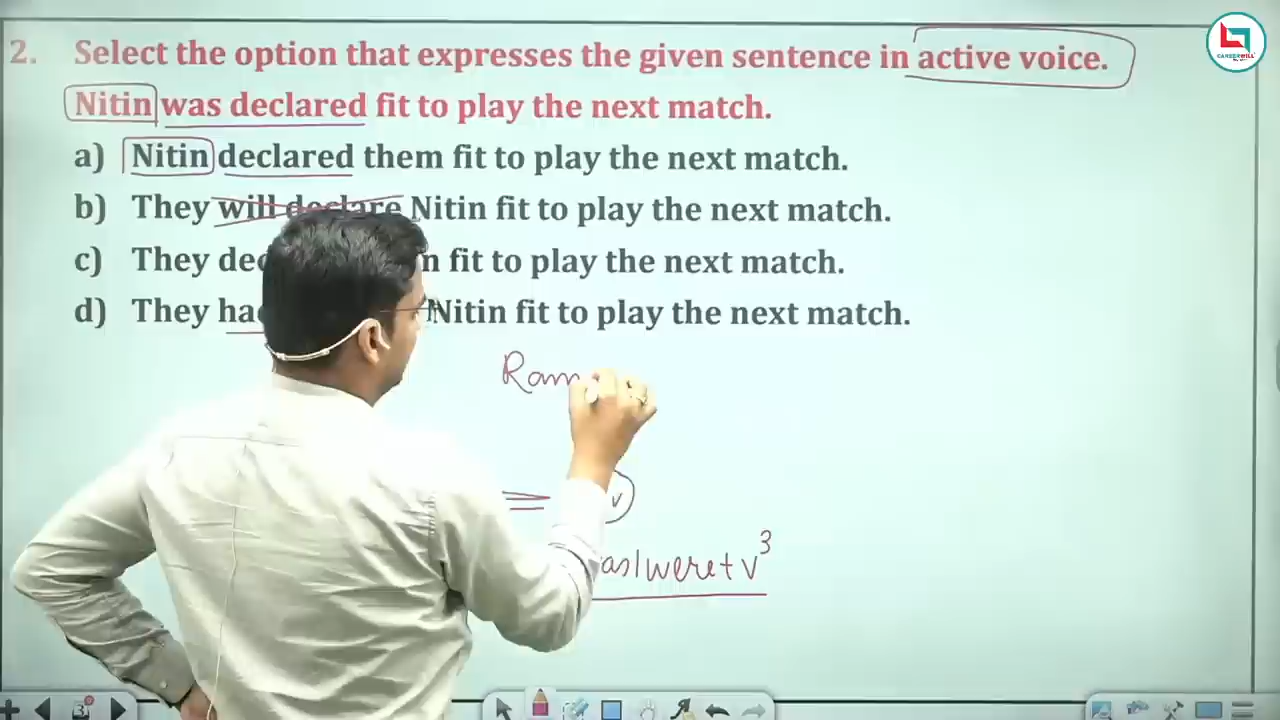 2. Select the option that expresses the given sentence in active voice.
Nitin was declared fit to play the next match.
a) Nitin declared them fit to play the next match.
b) They will declare Nitin fit to play the next match.
c) They fit to play the next match.
d) They Nitin fit to play the next match.
Ram
=
was/were + v³
CAREERWILL
3